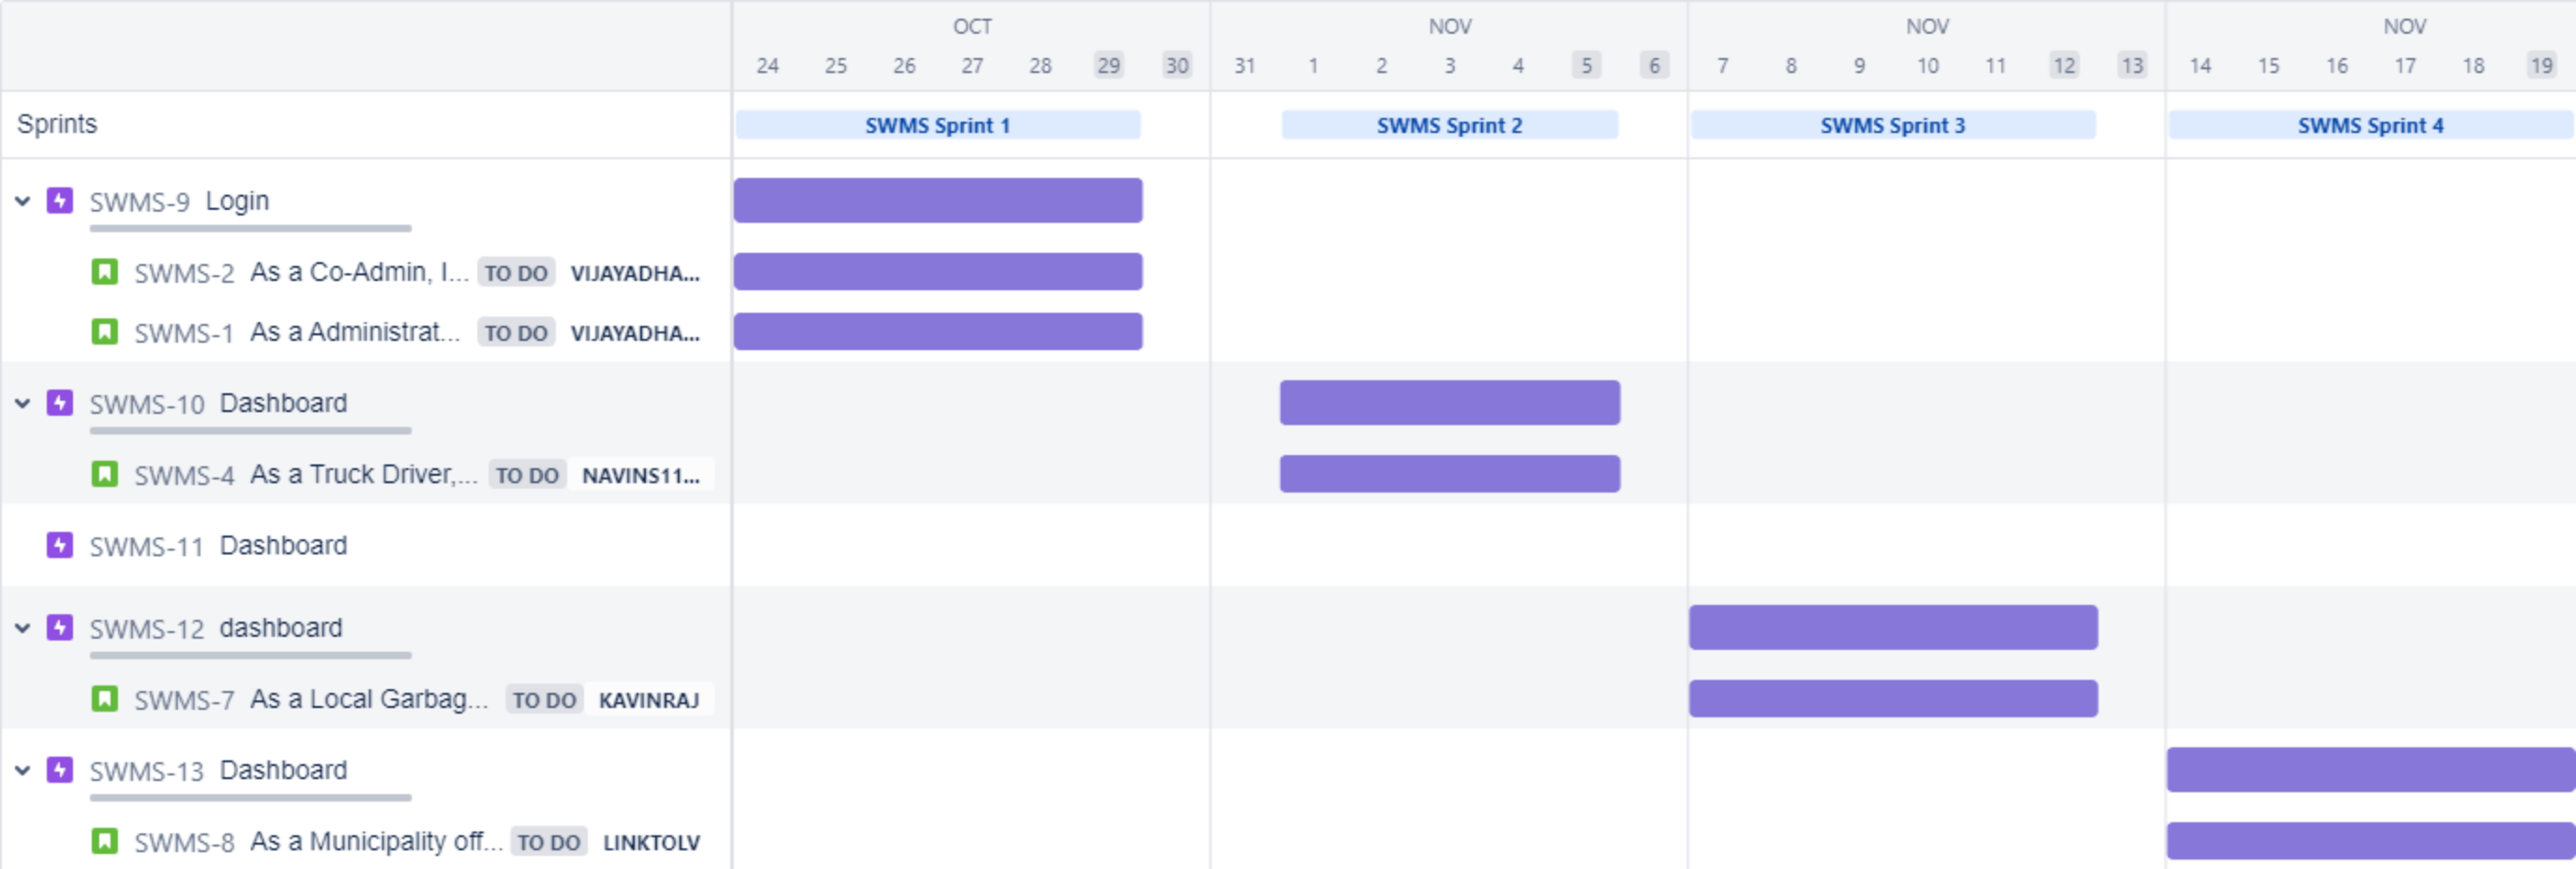 OCT NOV NOV NOV
24 25 26 27 28 29 30 31 1 2 3 4 5 6 7 8 9 10 11 12 13 14 15 16 17 18 19
Sprints SWMS Sprint 1 SWMS Sprint 2 SWMS Sprint 3 SWMS Sprint 4
SWMS-9 Login
SWMS-2 As a Co-Admin, I... TO DO VIJAYADHA...
SWMS-1 As a Administrat... TO DO VIJAYADHA...
SWMS-10 Dashboard
SWMS-4 As a Truck Driver,... TO DO NAVINS11...
SWMS-11 Dashboard
SWMS-12 dashboard
SWMS-7 As a Local Garbag... TO DO KAVINRAJ
SWMS-13 Dashboard
SWMS-8 As a Municipality off... TO DO LINKTOLV